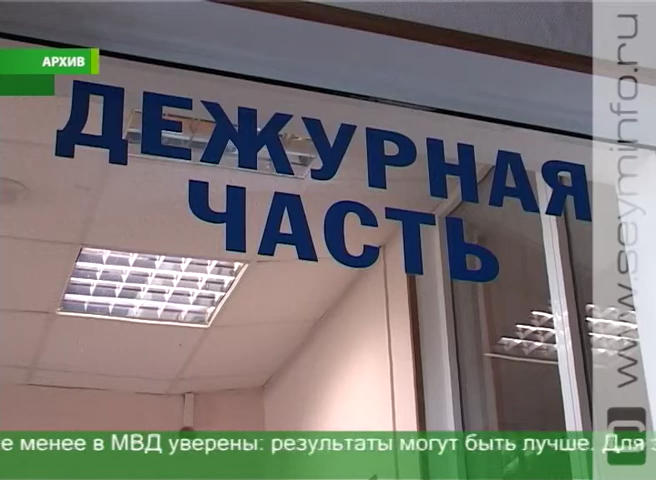 АРХИВ
ДЕЖУРНАЯ
ЧАСТЬ
www.seyminfo.ru
е менее в МВД уверены: результаты могут быть лучше. Для